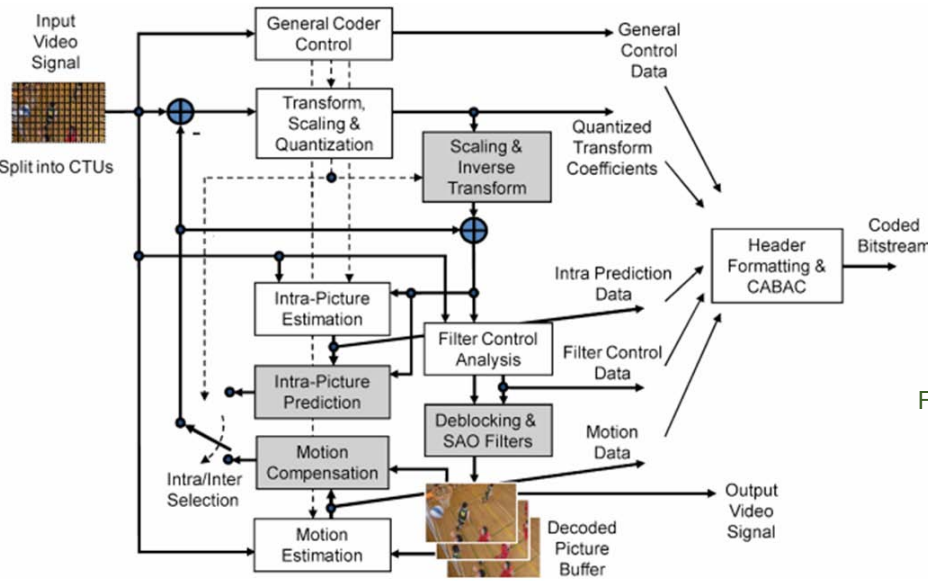 Input
Video
Signal
Split into CTUs
-
General Coder
Control
Transform,
Scaling &
Quantization
Scaling &
Inverse
Transform
General
Control
Data
Quantized
Transform
Coefficients
Header
Formatting &
CABAC
Coded
Bitstream
Intra-Picture
Estimation
Intra Prediction
Data
Filter Control
Analysis
Filter Control
Data
Intra-Picture
Prediction
Deblocking &
SAO Filters
F
Motion
Compensation
Motion
Data
Intra/Inter
Selection
Motion
Estimation
Decoded
Picture
Buffer
Output
Video
Signal